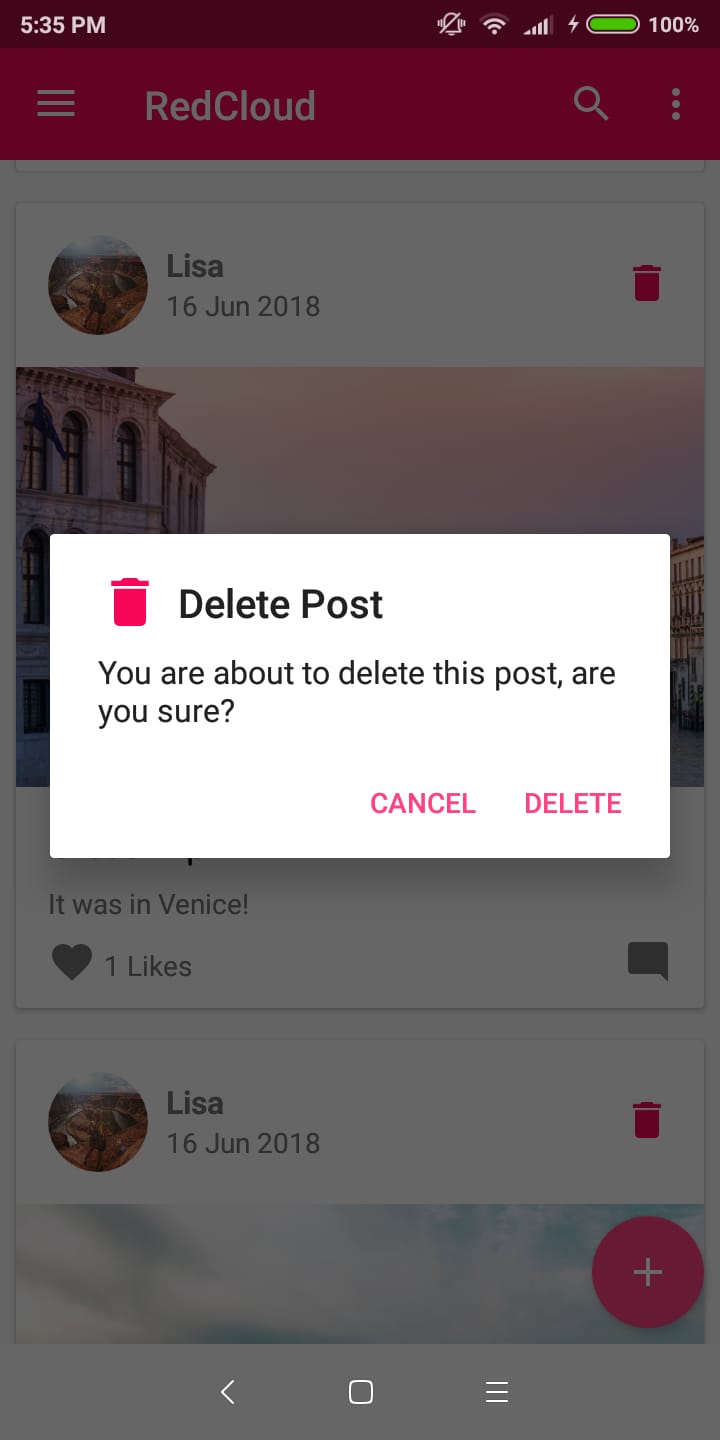 5:35 PM 100%
RedCloud
Lisa
16 Jun 2018
Delete Post
You are about to delete this post, are
you sure?
CANCEL DELETE
It was in Venice!
1 Likes
Lisa
16 Jun 2018